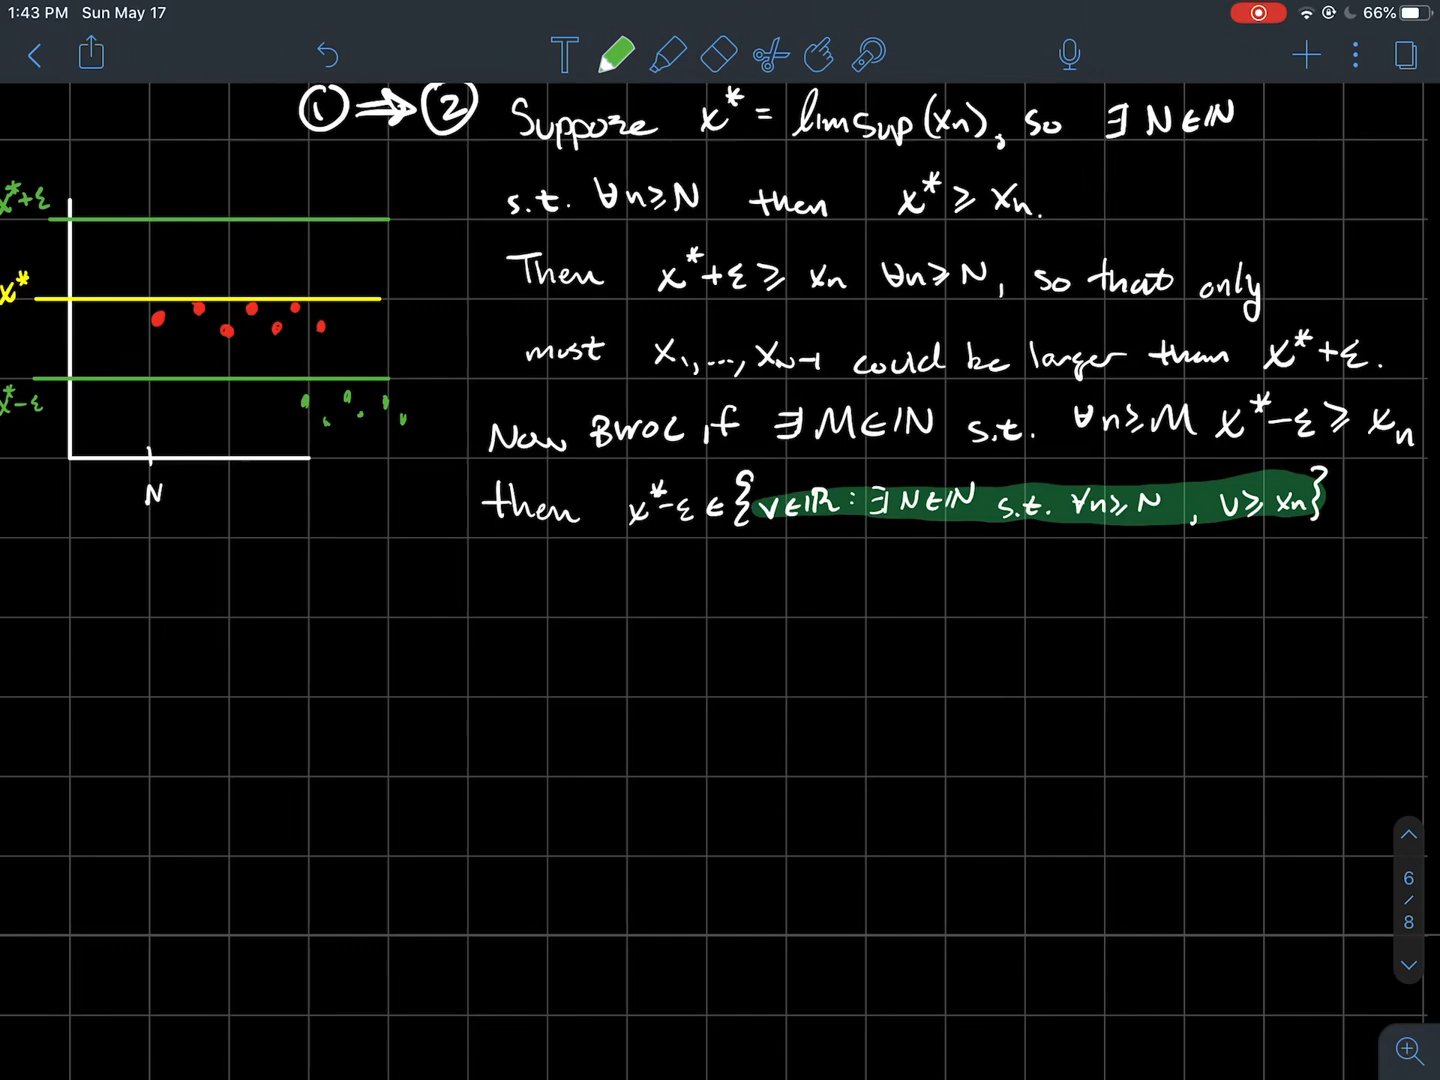 1:43 PM Sun May 17
66%
T
① ⇒ ② Suppose x* = limsup(xn), so ∃ N∈ℕ
s.t. ∀n≥N then x* ≥ xn.
Then x*+ε ≥ xn ∀n≥N, so that only
most x1,...,xN-1 could be larger than x*+ε.
Now BWOC if ∃M∈ℕ s.t. ∀n≥M x*-ε ≥ xn
then x*-ε ∈ {v∈ℝ : ∃N∈ℕ s.t. ∀n≥N, v≥xn}
x*+ε
x*
x*-ε
N
6
/
8